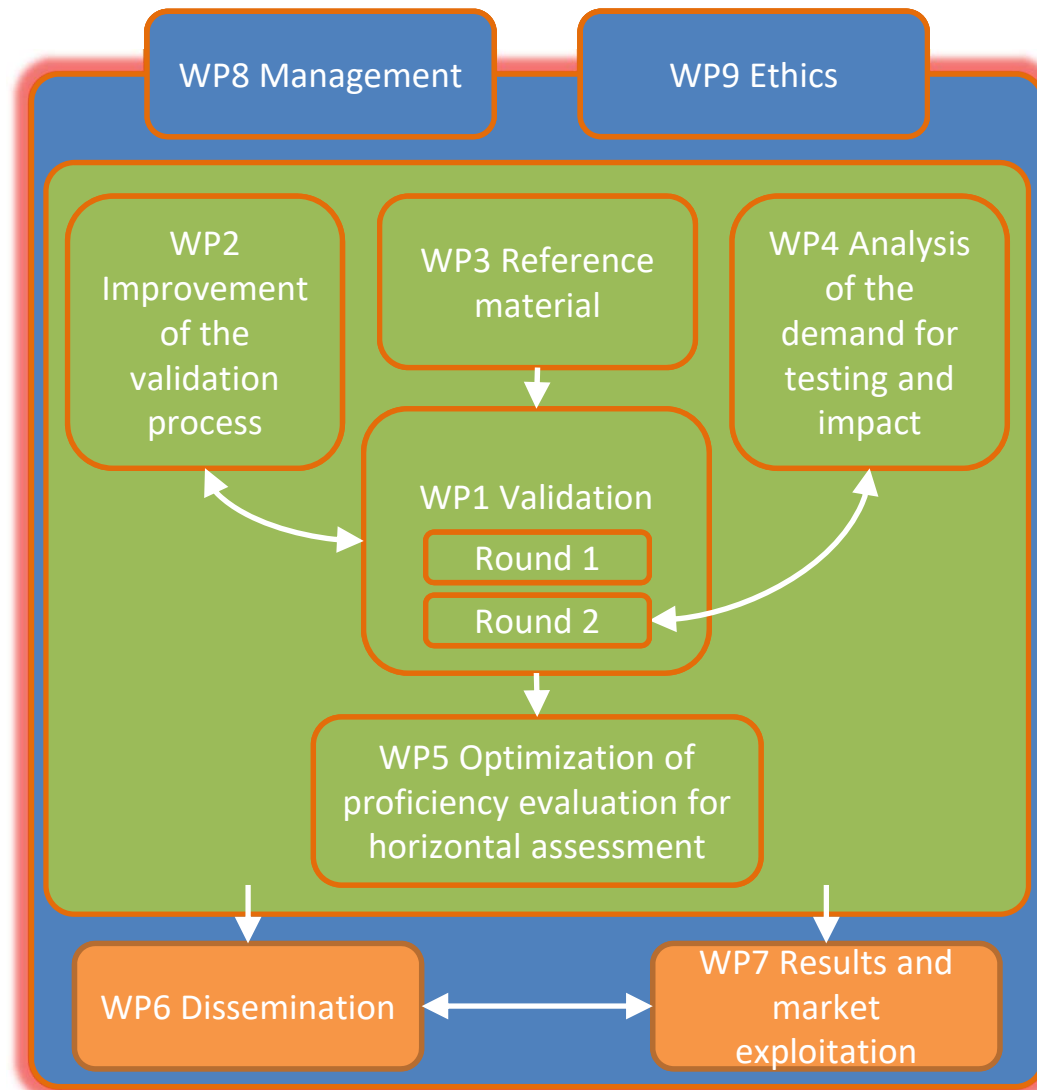 WP8 Management
WP9 Ethics
WP2
Improvement
of the
validation
process
WP3 Reference
material
WP4 Analysis
of the
demand for
testing and
impact
WP1 Validation
Round 1
Round 2
WP5 Optimization of
proficiency evaluation for
horizontal assessment
WP6 Dissemination
WP7 Results and
market
exploitation